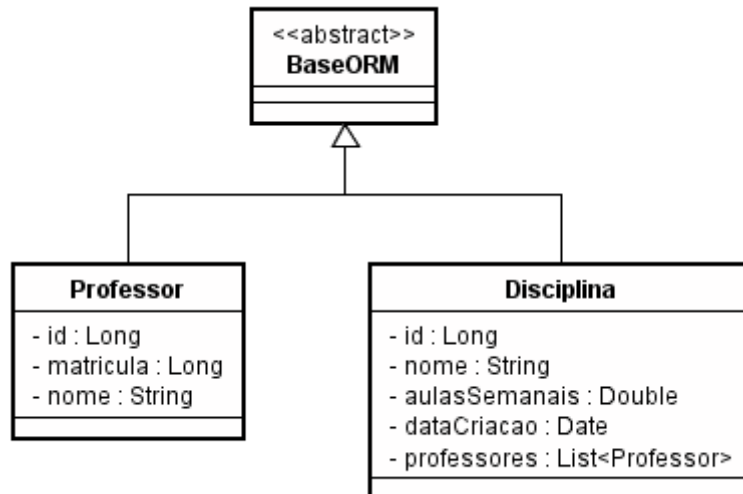 <<abstract>>
BaseORM
Professor
- id : Long
- matricula : Long
- nome : String
Disciplina
- id : Long
- nome : String
- aulasSemanais : Double
- dataCriacao : Date
- professores : List<Professor>